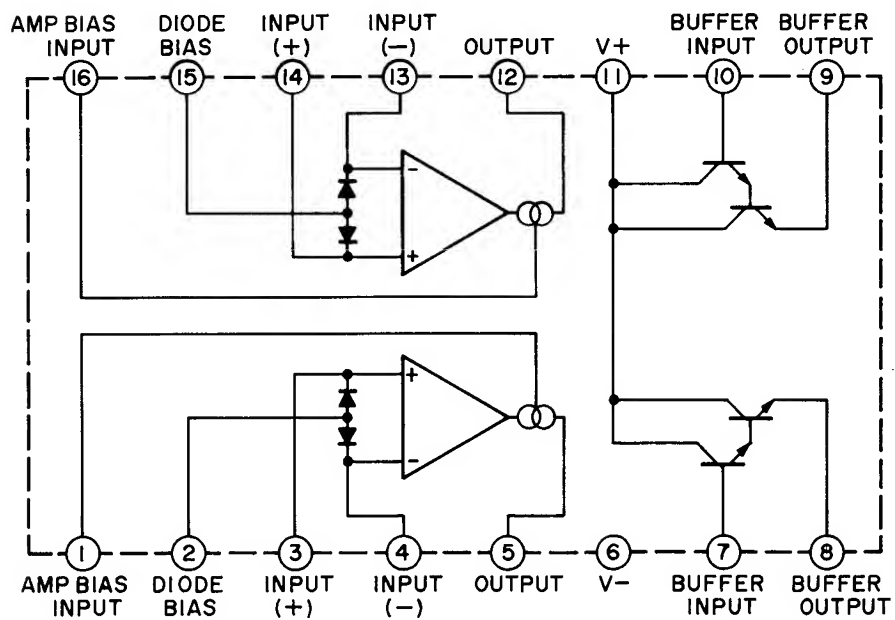 AMP BIAS INPUT
DIODE BIAS
INPUT (+)
INPUT (−)
OUTPUT
V+
BUFFER INPUT
BUFFER OUTPUT
16
15
14
13
12
11
10
9
−
+
+
−
1
2
3
4
5
6
7
8
AMP BIAS INPUT
DIODE BIAS
INPUT (+)
INPUT (−)
OUTPUT
V−
BUFFER INPUT
BUFFER OUTPUT